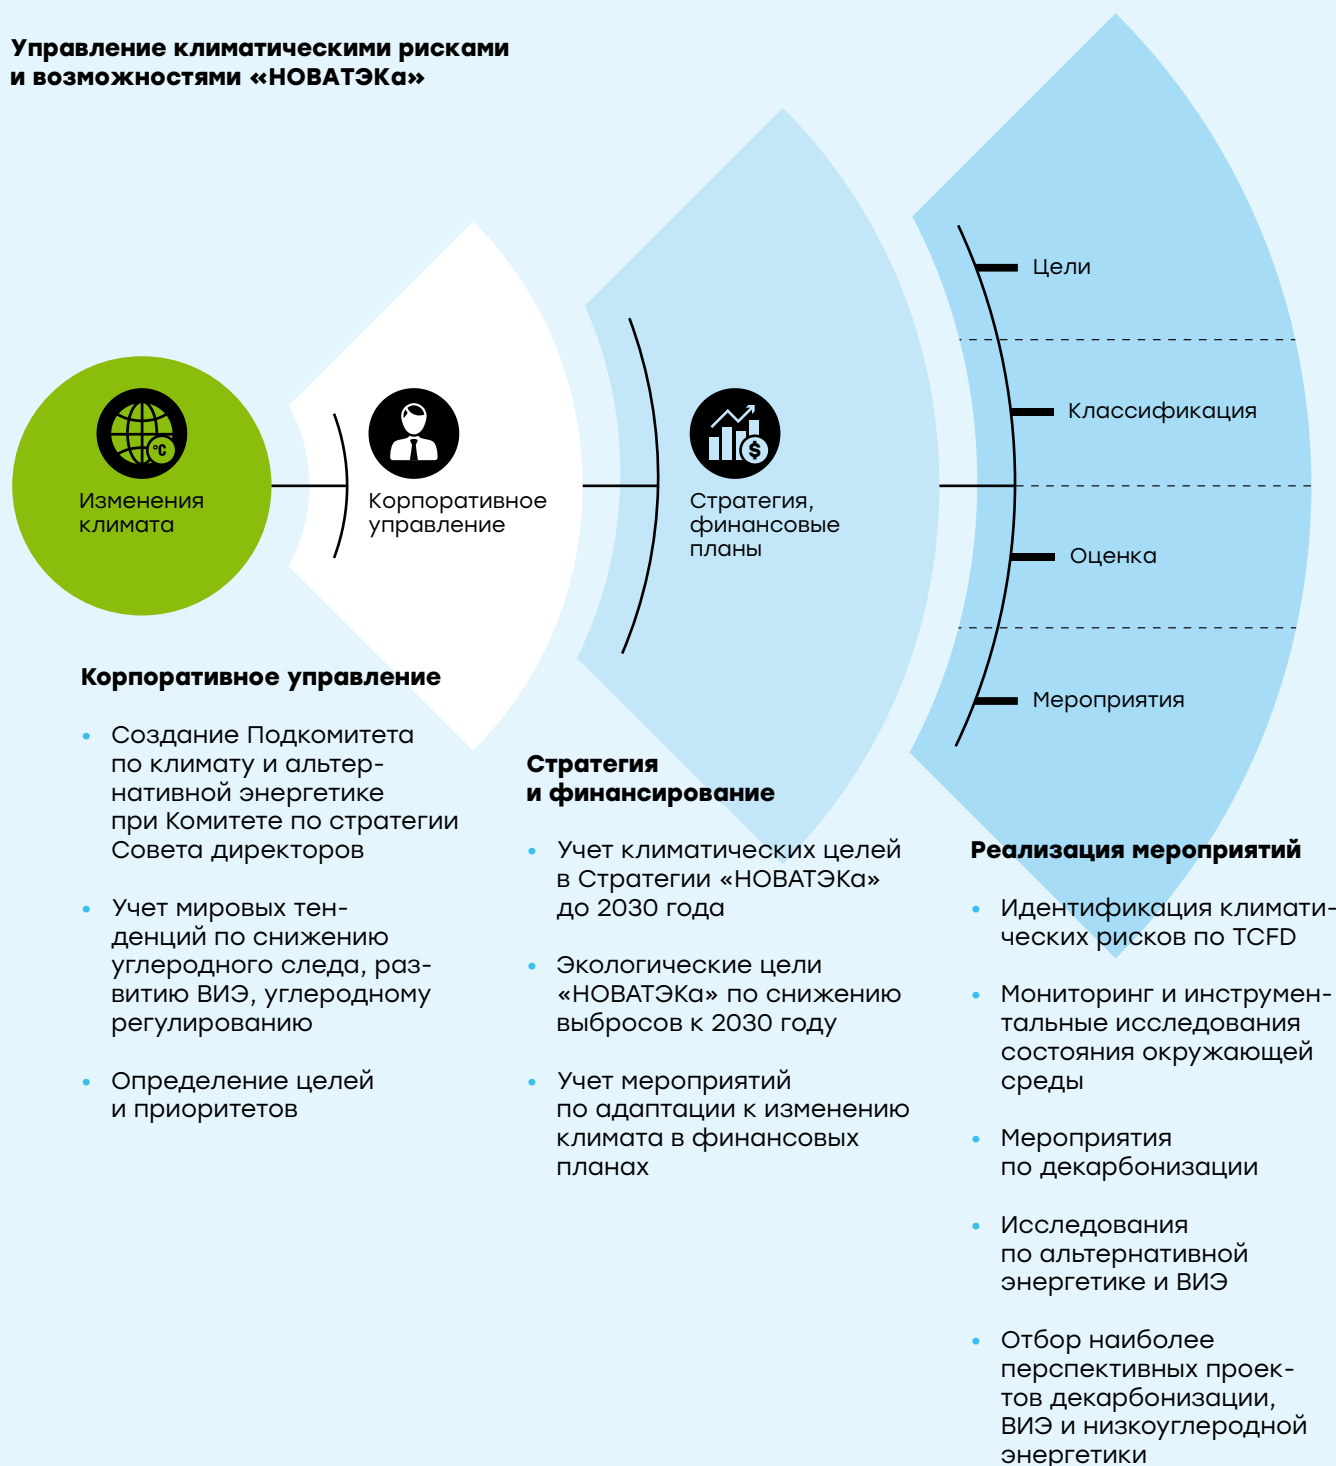 Управление климатическими рисками
и возможностями «НОВАТЭКа»
°C
Изменения
климата
Корпоративное
управление
$
Стратегия,
финансовые
планы
Цели
Классификация
Оценка
Мероприятия
Корпоративное управление
• Создание Подкомитета
по климату и альтер-
нативной энергетике
при Комитете по стратегии
Совета директоров
• Учет мировых тен-
денций по снижению
углеродного следа, раз-
витию ВИЭ, углеродному
регулированию
• Определение целей
и приоритетов
Стратегия
и финансирование
• Учет климатических целей
в Стратегии «НОВАТЭКа»
до 2030 года
• Экологические цели
«НОВАТЭКа» по снижению
выбросов к 2030 году
• Учет мероприятий
по адаптации к изменению
климата в финансовых
планах
Реализация мероприятий
• Идентификация климати-
ческих рисков по TCFD
• Мониторинг и инструмен-
тальные исследования
состояния окружающей
среды
• Мероприятия
по декарбонизации
• Исследования
по альтернативной
энергетике и ВИЭ
• Отбор наиболее
перспективных проек-
тов декарбонизации,
ВИЭ и низкоуглеродной
энергетики